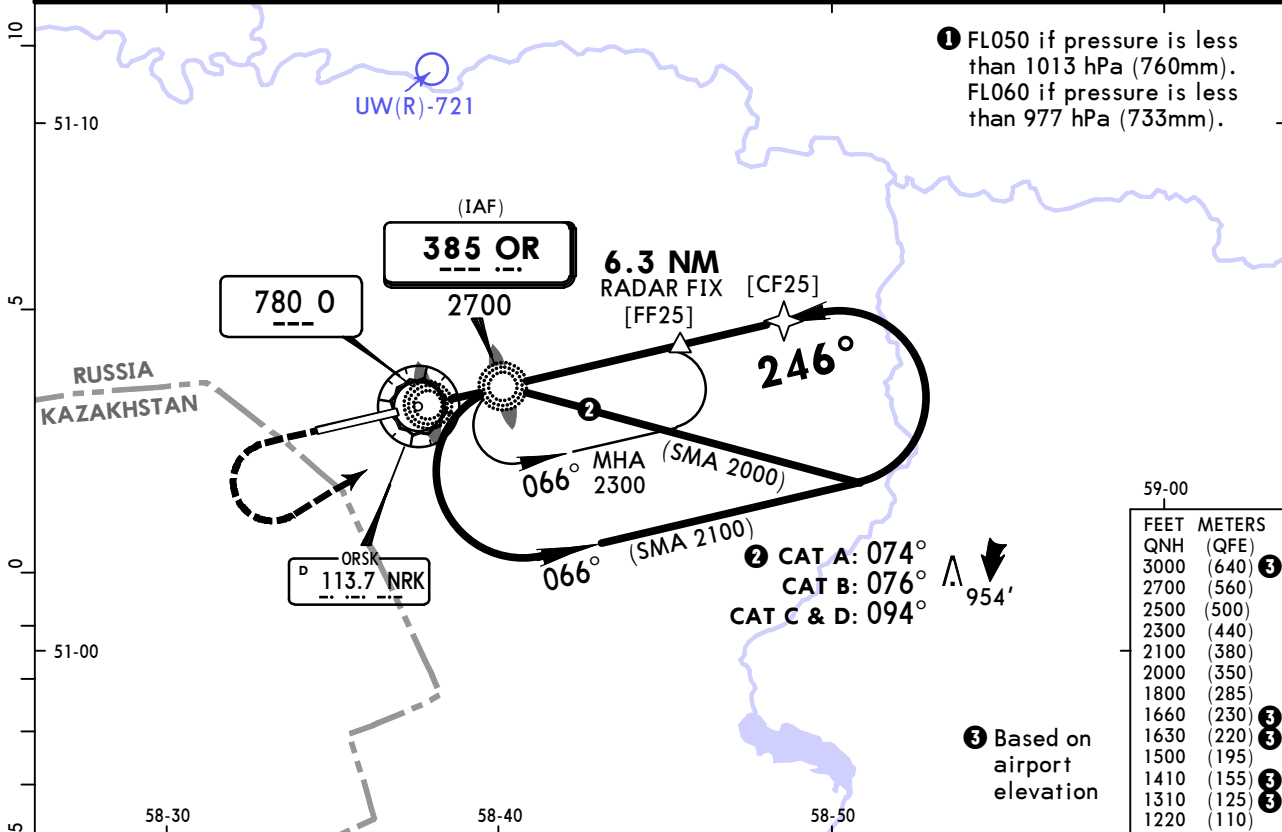 10
❶ FL050 if pressure is less
than 1013 hPa (760mm).
FL060 if pressure is less
than 977 hPa (733mm).
UW(R)-721
51-10
(IAF)
385 OR
2700
6.3 NM
RADAR FIX
[FF25]
[CF25]
780 O
5
246°
RUSSIA
KAZAKHSTAN
❷
066°
MHA
2300
(SMA 2000)
(SMA 2100)
066°
ORSK
D 113.7 NRK
0
❷ CAT A: 074°
CAT B: 076°
CAT C & D: 094°
954'
51-00
59-00
FEET METERS
QNH (QFE)
3000 (640) ❸
2700 (560)
2500 (500)
2300 (440)
2100 (380)
2000 (350)
1800 (285)
1660 (230) ❸
1630 (220) ❸
1500 (195)
1410 (155) ❸
1310 (125) ❸
1220 (110)
❸ Based on
airport
elevation
5
58-30
58-40
58-50